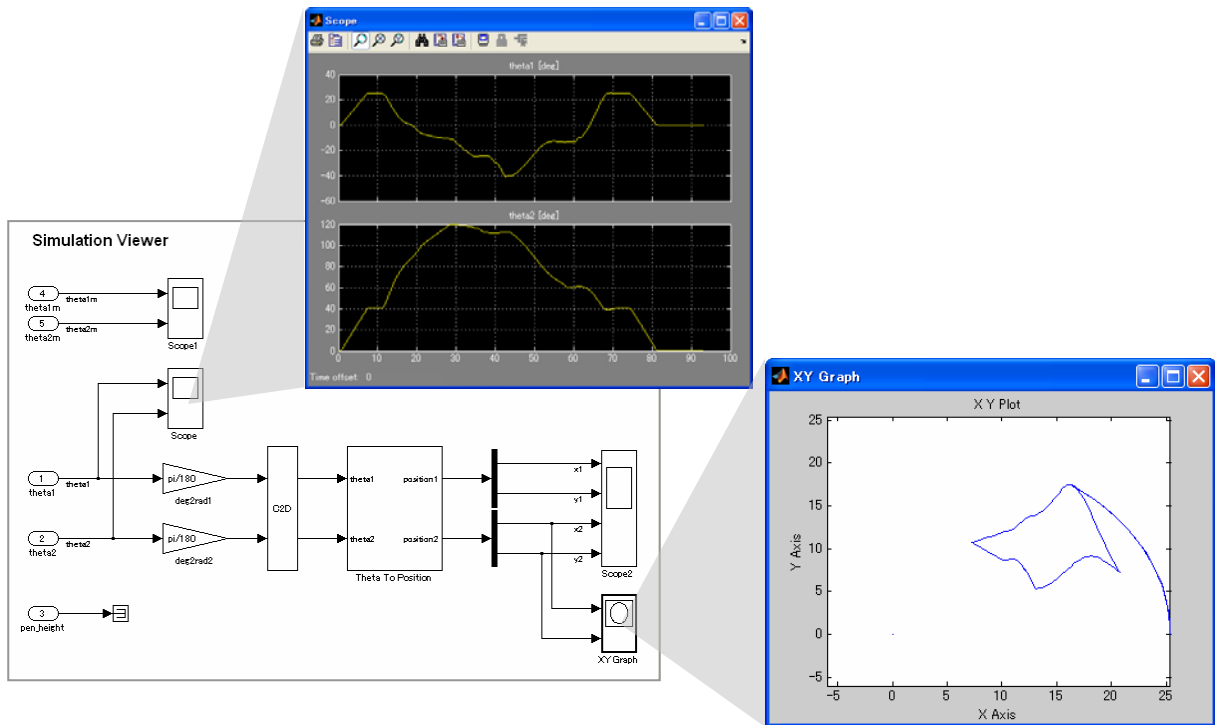 Scope
theta1 [deg]
40
20
0
-20
-40
-60
theta2 [deg]
120
100
80
60
40
20
0
0 10 20 30 40 50 60 70 80 90 100
Time offset: 0
Simulation Viewer
4
theta1m
theta1m
5
theta2m
theta2m
Scope1
Scope
1
theta1
theta1
pi/180
deg2rad1
2
theta2
theta2
pi/180
deg2rad2
C2D
theta1
position1
theta2
position2
Theta To Position
x1
y1
x2
y2
Scope2
3
pen_height
XY Graph
XY Graph
X Y Plot
25
20
15
10
5
0
-5
Y Axis
-5 0 5 10 15 20 25
X Axis